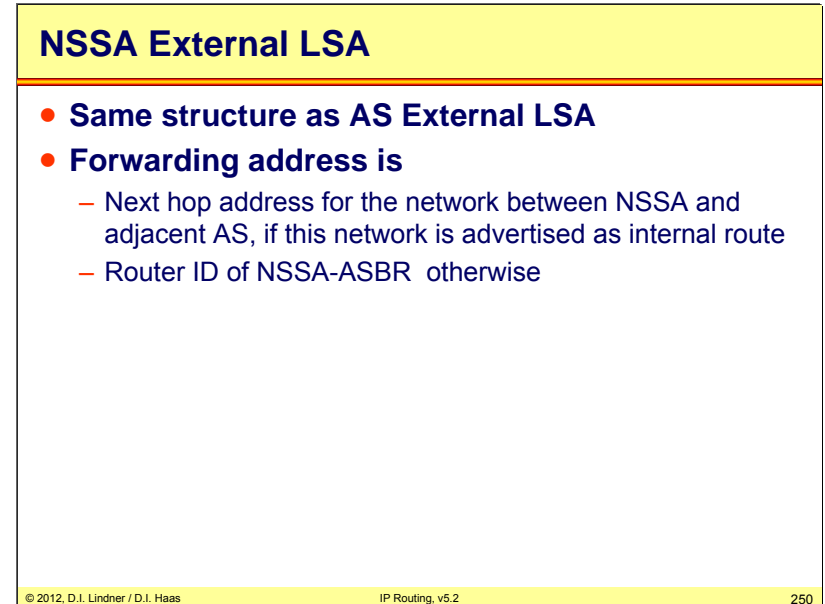 NSSA External LSA
• Same structure as AS External LSA
• Forwarding address is
– Next hop address for the network between NSSA and
adjacent AS, if this network is advertised as internal route
– Router ID of NSSA-ASBR otherwise
© 2012, D.I. Lindner / D.I. Haas
IP Routing, v5.2
250